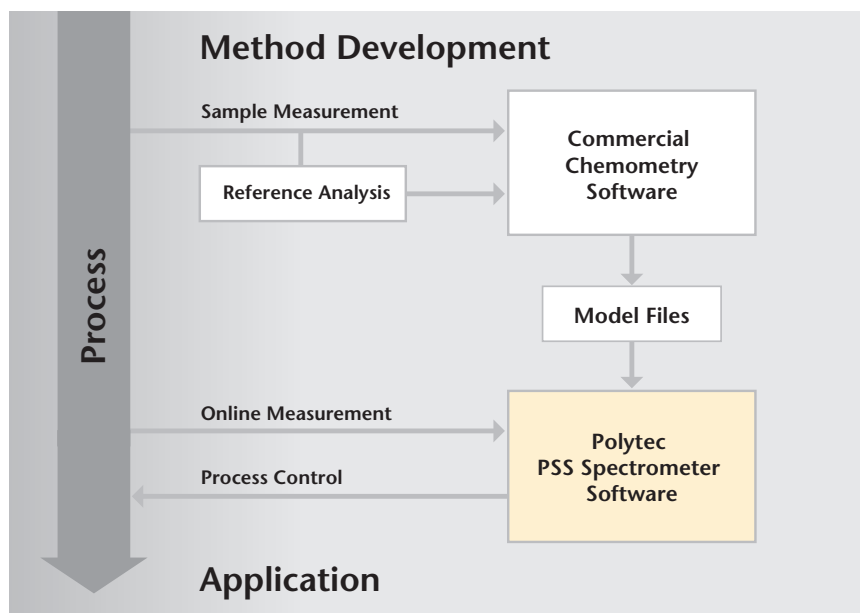 Method Development
Sample Measurement
Commercial
Chemometry
Software
Reference Analysis
Process
Model Files
Online Measurement
Polytec
PSS Spectrometer
Software
Process Control
Application